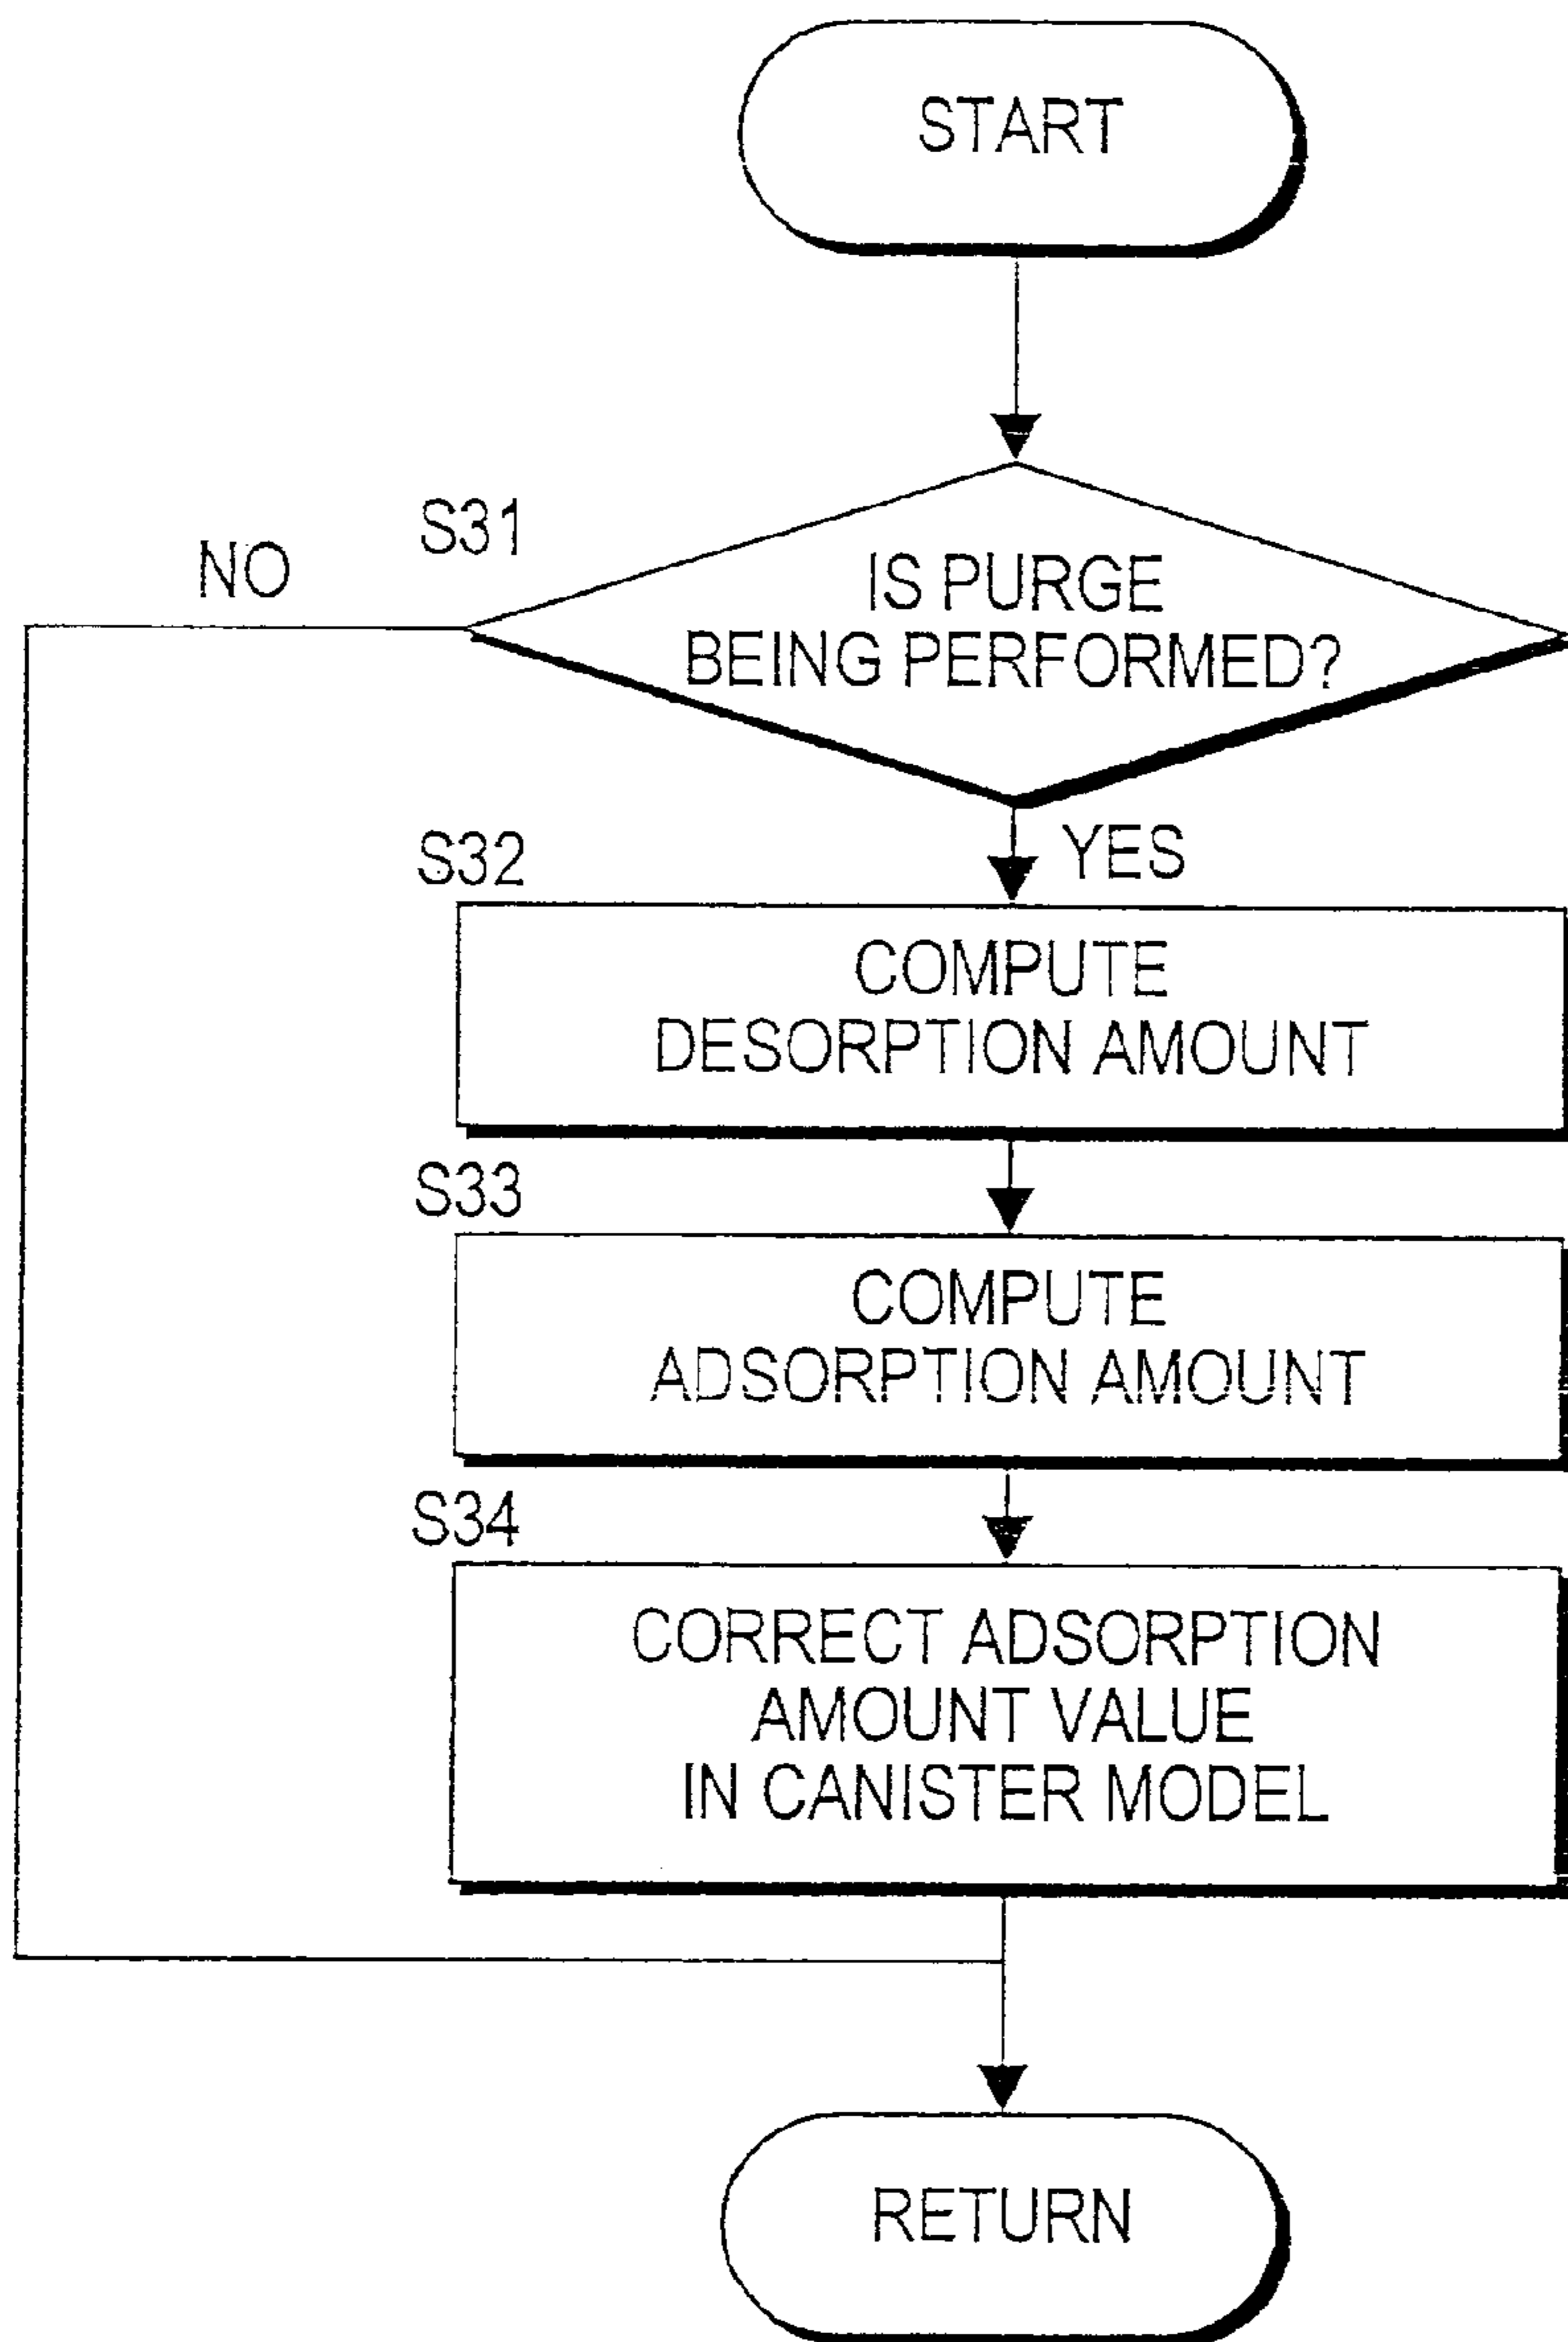 START
S31
NO
IS PURGE
BEING PERFORMED?
YES
S32
COMPUTE
DESORPTION AMOUNT
S33
COMPUTE
ADSORPTION AMOUNT
S34
CORRECT ADSORPTION
AMOUNT VALUE
IN CANISTER MODEL
RETURN